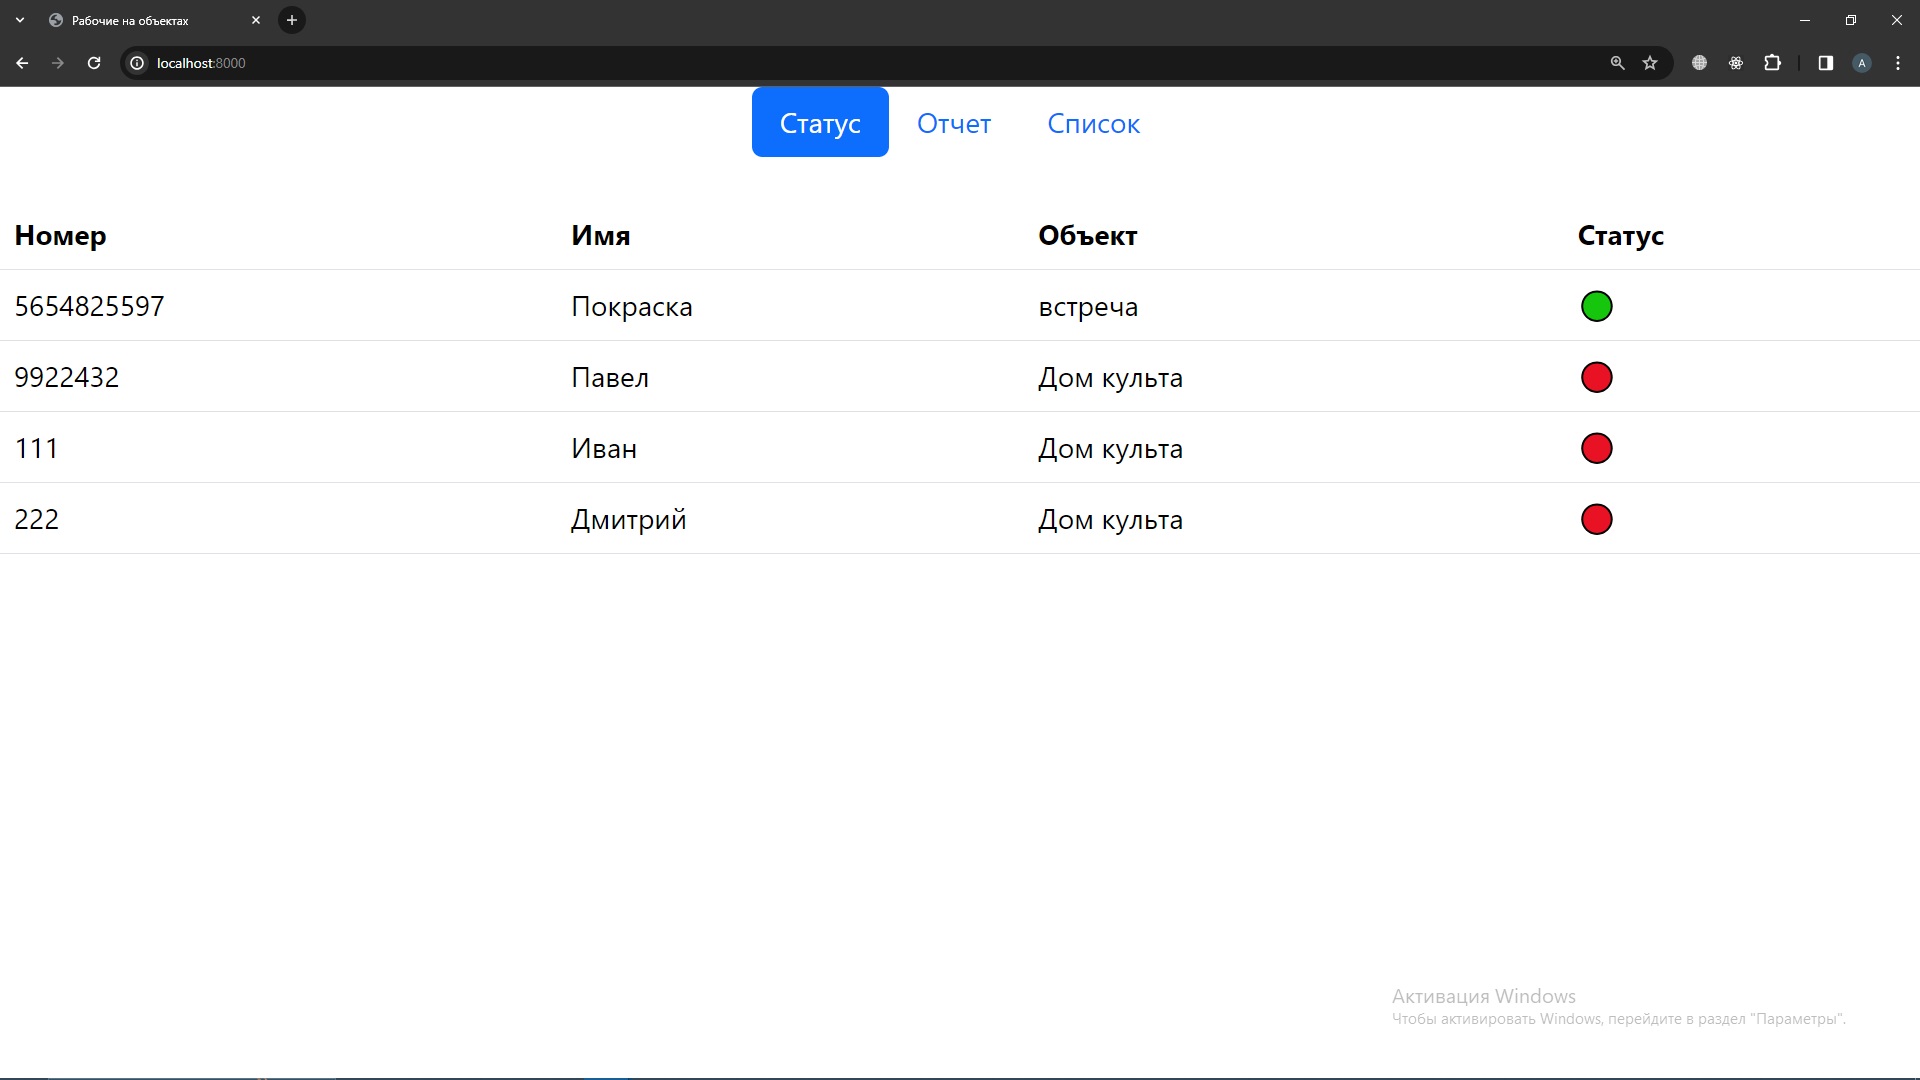 Рабочие на объектах
localhost:8000
A
Статус Отчет Список
Номер Имя Объект Статус
5654825597 Покраска встреча
9922432 Павел Дом культа
111 Иван Дом культа
222 Дмитрий Дом культа
Активация Windows
Чтобы активировать Windows, перейдите в раздел "Параметры".